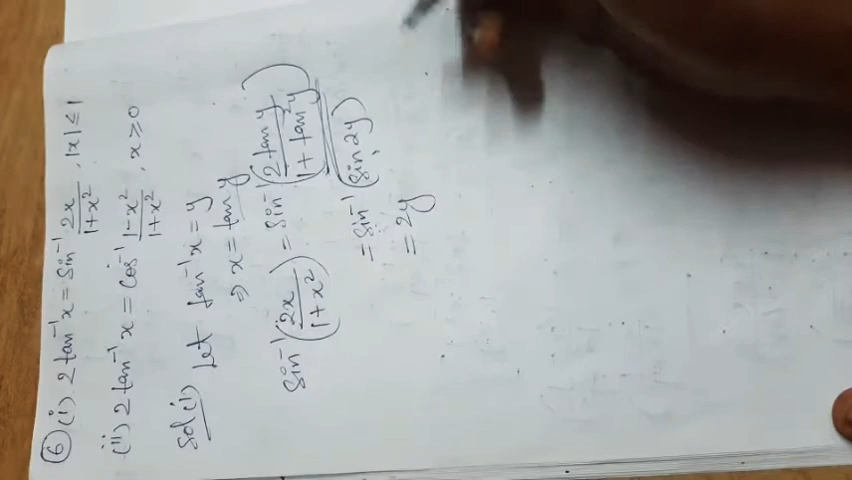 ⑥ (i). 2 tan⁻¹ x = sin⁻¹ 2x/(1+x²), |x| ≤ 1
(ii) 2 tan⁻¹ x = cos⁻¹ (1-x²)/(1+x²), x ≥ 0
Sol(i) Let tan⁻¹x = y
⇒ x = tan y
sin⁻¹(2x/(1+x²)) = sin⁻¹(2 tan y/(1 + tan²y))
= sin⁻¹(sin 2y)
= 2y